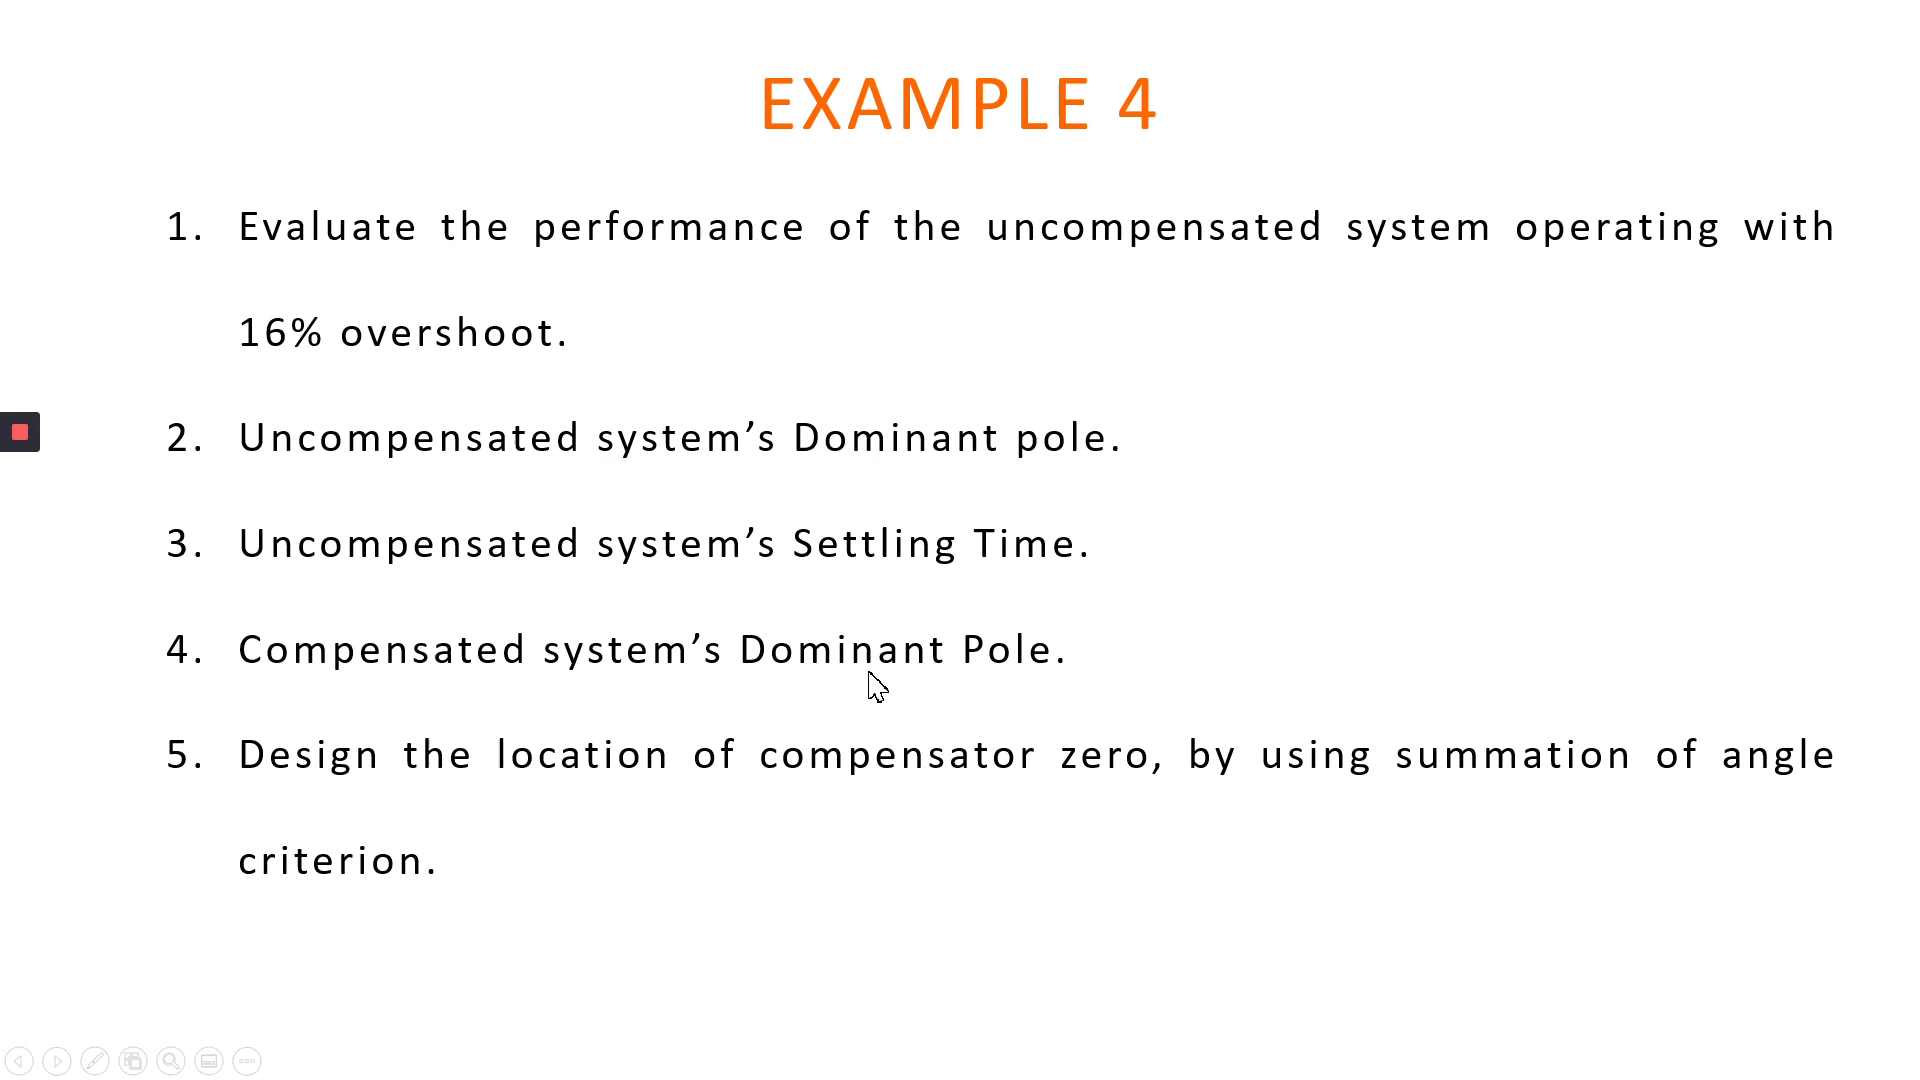 EXAMPLE 4
1. Evaluate the performance of the uncompensated system operating with
16% overshoot.
2. Uncompensated system’s Dominant pole.
3. Uncompensated system’s Settling Time.
4. Compensated system’s Dominant Pole.
5. Design the location of compensator zero, by using summation of angle
criterion.